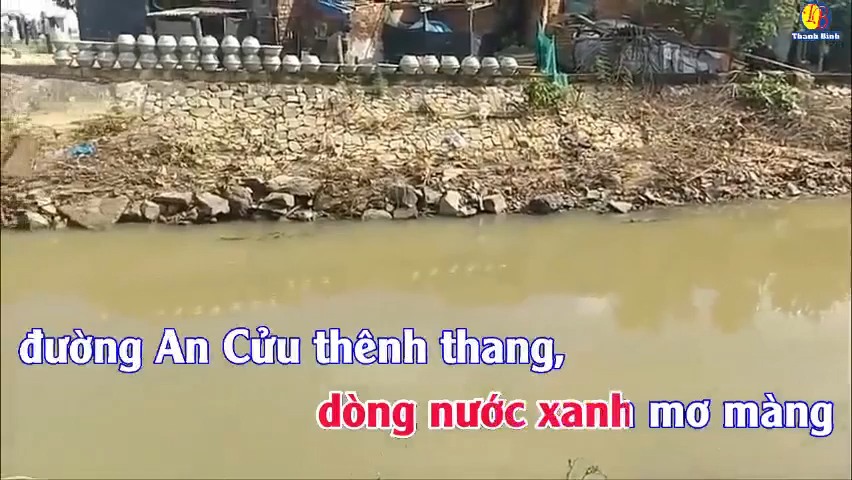 Thanh Bình
đường An Cửu thênh thang,
dòng nước xanh mơ màng